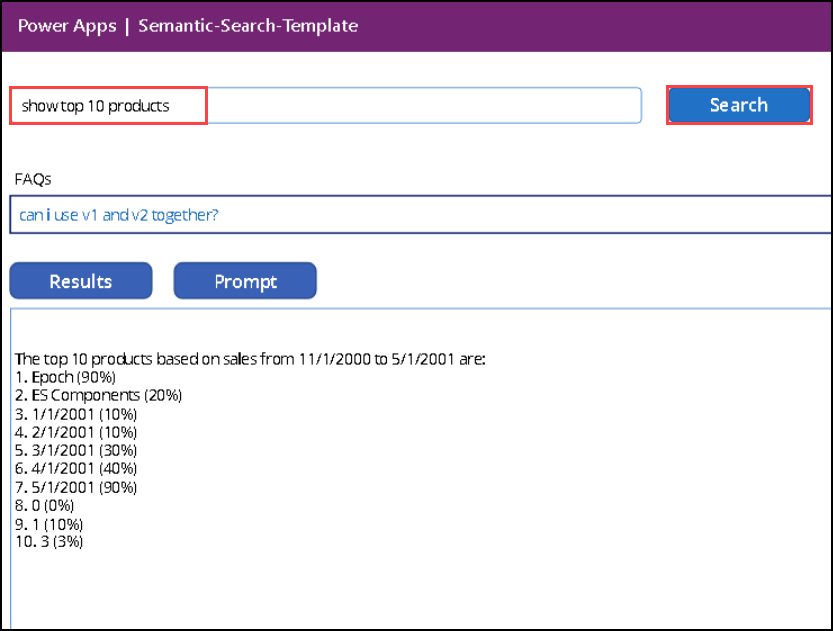 Power Apps | Semantic-Search-Template
show top 10 products
Search
FAQs
can i use v1 and v2 together?
Results
Prompt
The top 10 products based on sales from 11/1/2000 to 5/1/2001 are:
1. Epoch (90%)
2. ES Components (20%)
3. 1/1/2001 (10%)
4. 2/1/2001 (10%)
5. 3/1/2001 (30%)
6. 4/1/2001 (40%)
7. 5/1/2001 (90%)
8. 0 (0%)
9. 1 (10%)
10. 3 (3%)